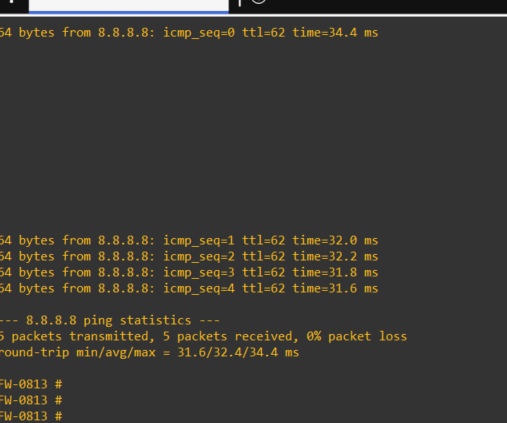 64 bytes from 8.8.8.8: icmp_seq=0 ttl=62 time=34.4 ms
64 bytes from 8.8.8.8: icmp_seq=1 ttl=62 time=32.0 ms
64 bytes from 8.8.8.8: icmp_seq=2 ttl=62 time=32.2 ms
64 bytes from 8.8.8.8: icmp_seq=3 ttl=62 time=31.8 ms
64 bytes from 8.8.8.8: icmp_seq=4 ttl=62 time=31.6 ms
--- 8.8.8.8 ping statistics ---
5 packets transmitted, 5 packets received, 0% packet loss
round-trip min/avg/max = 31.6/32.4/34.4 ms
FW-0813 #
FW-0813 #
FW-0813 #